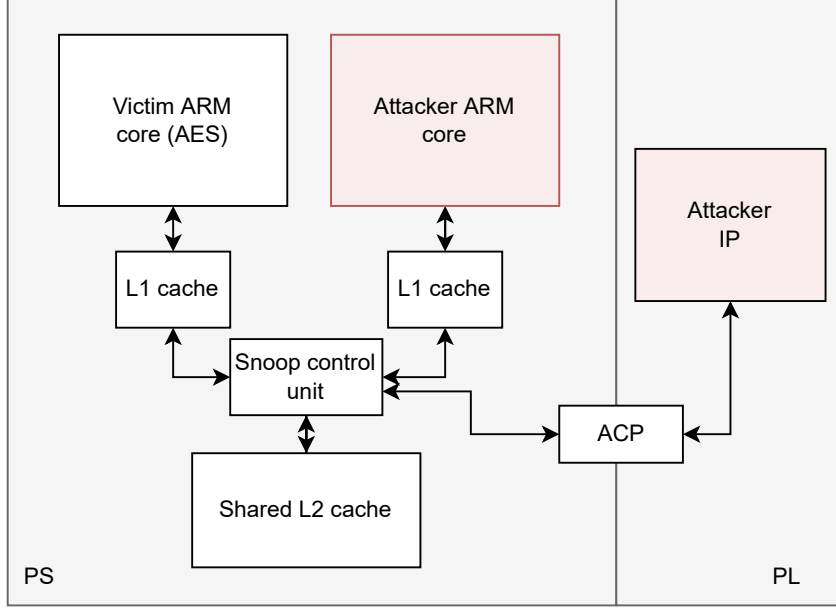 Victim ARM
core (AES)
Attacker ARM
core
Attacker
IP
L1 cache
L1 cache
Snoop control
unit
ACP
Shared L2 cache
PS
PL